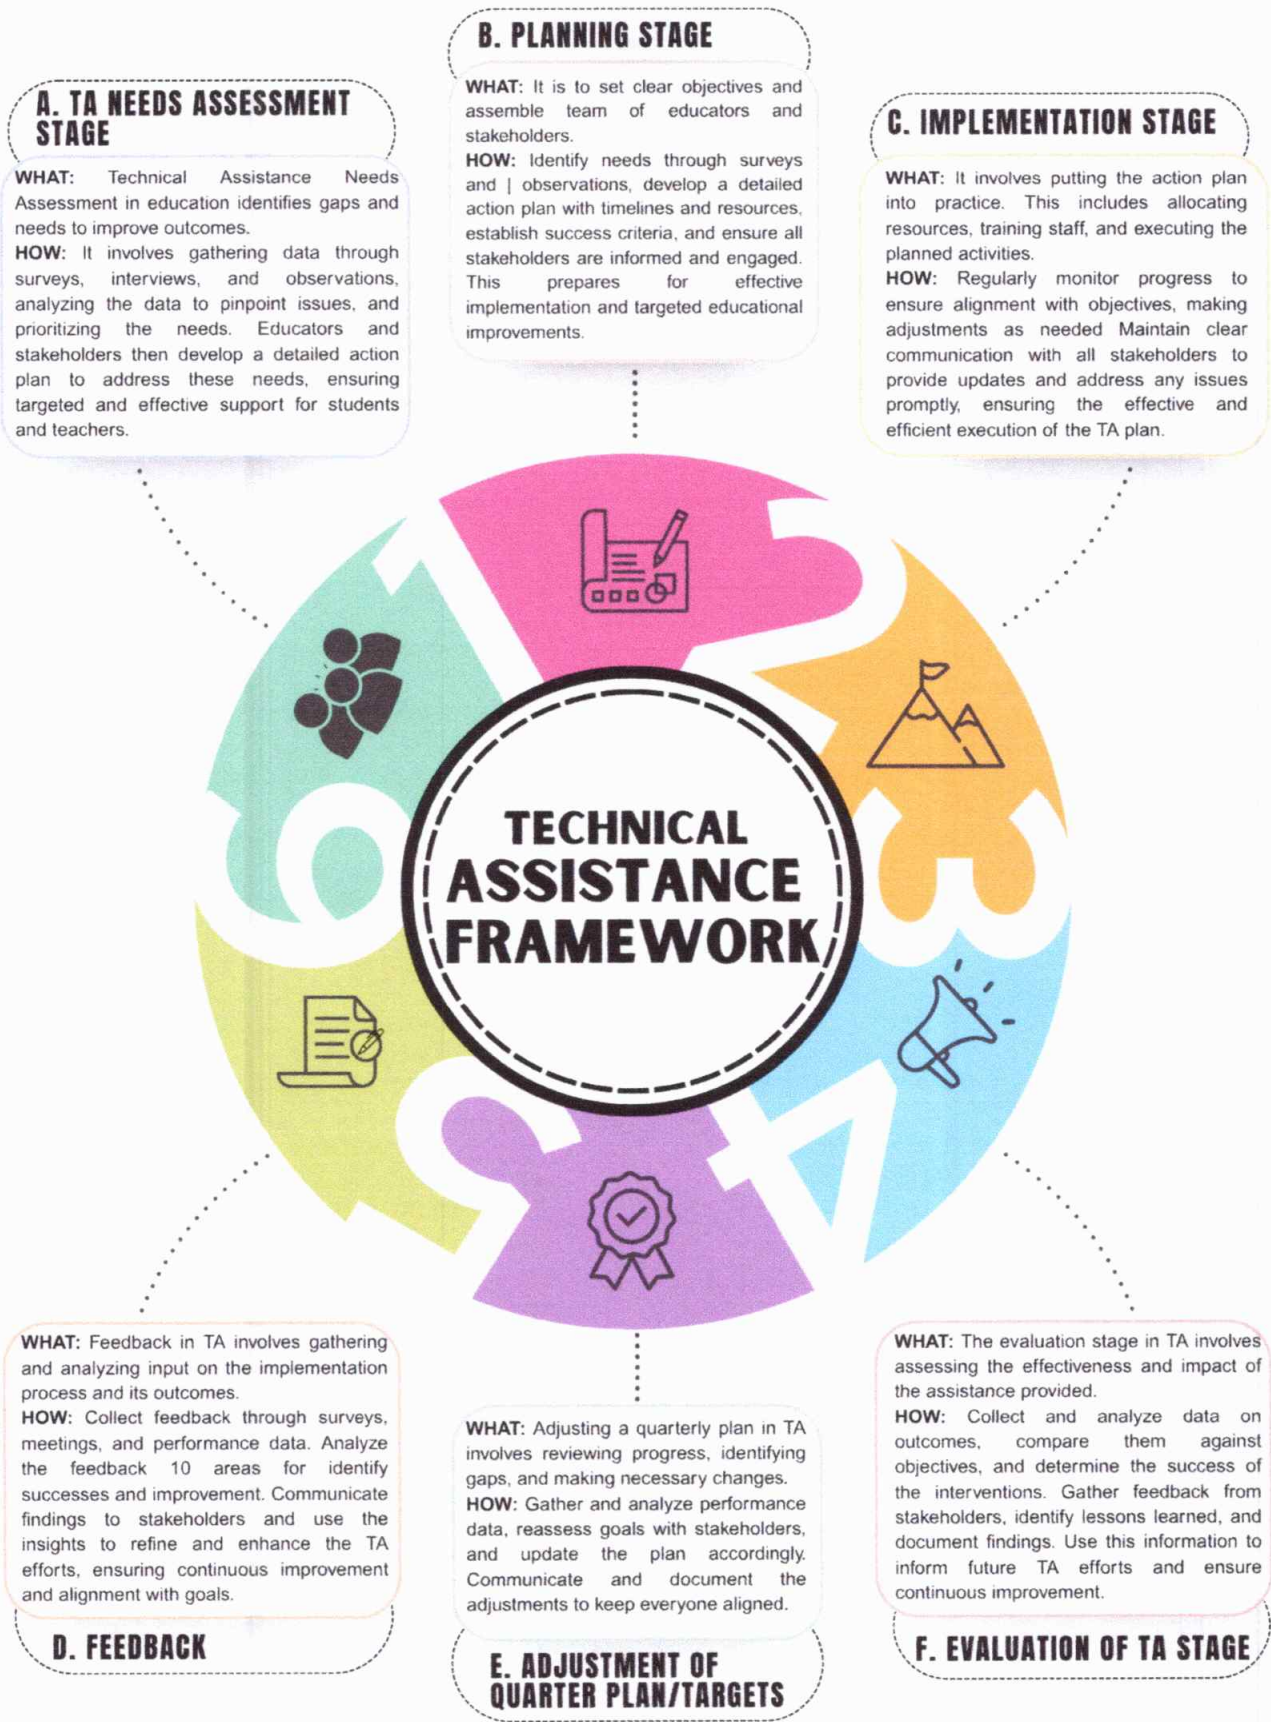 A. TA NEEDS ASSESSMENT
STAGE
WHAT: Technical Assistance Needs
Assessment in education identifies gaps and
needs to improve outcomes.
HOW: It involves gathering data through
surveys, interviews, and observations,
analyzing the data to pinpoint issues, and
prioritizing the needs. Educators and
stakeholders then develop a detailed action
plan to address these needs, ensuring
targeted and effective support for students
and teachers.
B. PLANNING STAGE
WHAT: It is to set clear objectives and
assemble team of educators and
stakeholders.
HOW: Identify needs through surveys
and | observations, develop a detailed
action plan with timelines and resources,
establish success criteria, and ensure all
stakeholders are informed and engaged.
This prepares for effective
implementation and targeted educational
improvements.
C. IMPLEMENTATION STAGE
WHAT: It involves putting the action plan
into practice. This includes allocating
resources, training staff, and executing the
planned activities.
HOW: Regularly monitor progress to
ensure alignment with objectives, making
adjustments as needed Maintain clear
communication with all stakeholders to
provide updates and address any issues
promptly, ensuring the effective and
efficient execution of the TA plan.
1
2
3
4
5
6
TECHNICAL
ASSISTANCE
FRAMEWORK
WHAT: Feedback in TA involves gathering
and analyzing input on the implementation
process and its outcomes.
HOW: Collect feedback through surveys,
meetings, and performance data. Analyze
the feedback 10 areas for identify
successes and improvement. Communicate
findings to stakeholders and use the
insights to refine and enhance the TA
efforts, ensuring continuous improvement
and alignment with goals.
D. FEEDBACK
WHAT: Adjusting a quarterly plan in TA
involves reviewing progress, identifying
gaps, and making necessary changes.
HOW: Gather and analyze performance
data, reassess goals with stakeholders,
and update the plan accordingly.
Communicate and document the
adjustments to keep everyone aligned.
E. ADJUSTMENT OF
QUARTER PLAN/TARGETS
WHAT: The evaluation stage in TA involves
assessing the effectiveness and impact of
the assistance provided.
HOW: Collect and analyze data on
outcomes, compare them against
objectives, and determine the success of
the interventions. Gather feedback from
stakeholders, identify lessons learned, and
document findings. Use this information to
inform future TA efforts and ensure
continuous improvement.
F. EVALUATION OF TA STAGE